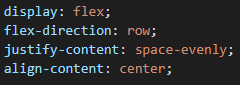 display: flex;
flex-direction: row;
justify-content: space-evenly;
align-content: center;